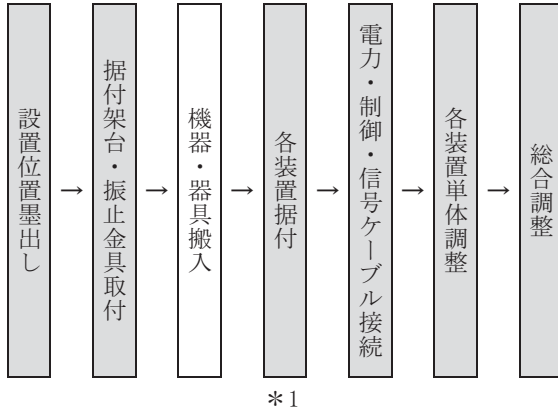 設置位置墨出し
→
据付架台・振止金具取付
→
機器・器具搬入
→
各装置据付
→
電力・制御・信号ケーブル接続
→
各装置単体調整
→
総合調整
*1